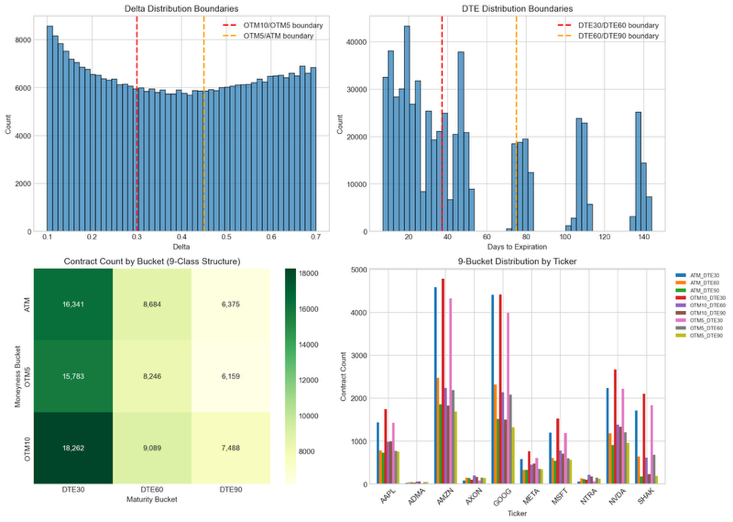 Delta Distribution Boundaries
OTM10/OTM5 boundary
OTM5/ATM boundary
Count
8000
6000
4000
2000
0
0.1 0.2 0.3 0.4 0.5 0.6 0.7
Delta
DTE Distribution Boundaries
DTE30/DTE60 boundary
DTE60/DTE90 boundary
Count
40000
30000
20000
10000
0
20 40 60 80 100 120 140
Days to Expiration
Contract Count by Bucket (9-Class Structure)
Moneyness Bucket
ATM
OTM5
OTM10
16,341 8,684 6,375
15,783 8,246 6,159
18,262 9,089 7,488
DTE30 DTE60 DTE90
Maturity Bucket
18000
16000
14000
12000
10000
8000
9-Bucket Distribution by Ticker
Contract Count
5000
4000
3000
2000
1000
0
AAPL ADMA AMZN AXON GOOG META MSFT NTRA NVDA SHAK
Ticker
ATM_DTE30
ATM_DTE60
ATM_DTE90
OTM10_DTE30
OTM10_DTE60
OTM10_DTE90
OTM5_DTE30
OTM5_DTE60
OTM5_DTE90